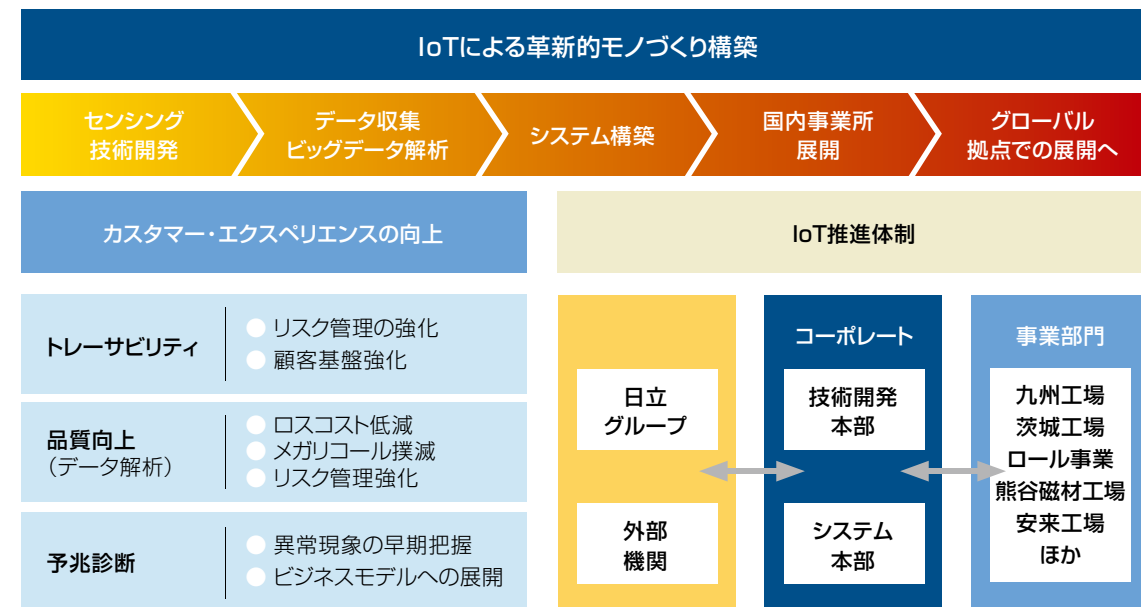 IoTによる革新的モノづくり構築
センシング
技術開発
データ収集
ビッグデータ解析
システム構築
国内事業所
展開
グローバル
拠点での展開へ
カスタマー・エクスペリエンスの向上
トレーサビリティ
リスク管理の強化
顧客基盤強化
品質向上
（データ解析）
ロスコスト低減
メガリコール撲滅
リスク管理強化
予兆診断
異常現象の早期把握
ビジネスモデルへの展開
IoT推進体制
日立
グループ
外部
機関
コーポレート
技術開発
本部
システム
本部
事業部門
九州工場
茨城工場
ロール事業
熊谷磁材工場
安来工場
ほか